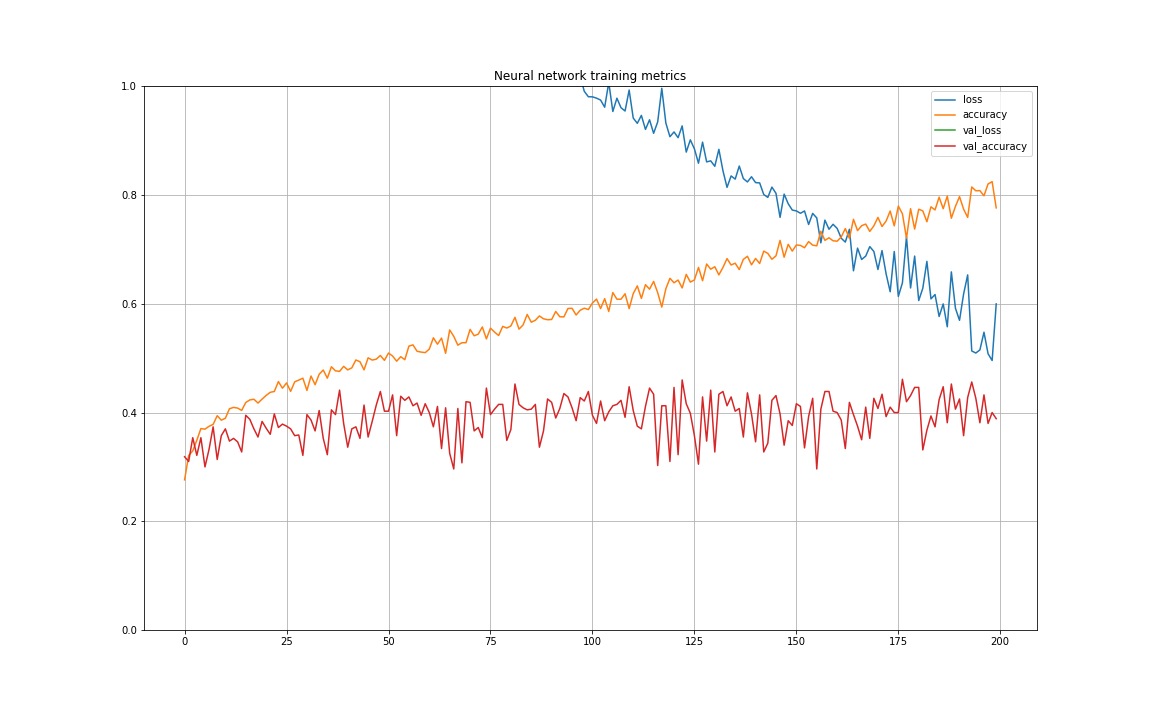 Neural network training metrics
loss
accuracy
val_loss
val_accuracy
1.0
0.8
0.6
0.4
0.2
0.0
0 25 50 75 100 125 150 175 200